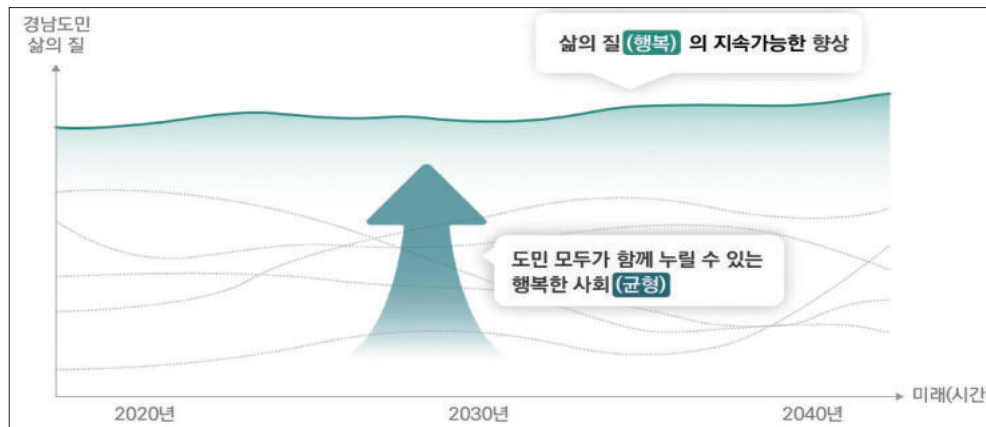 경남도민
삶의 질
삶의 질(행복) 의 지속가능한 향상
도민 모두가 함께 누릴 수 있는
행복한 사회(균형)
미래(시간
2020년
2030년
2040년